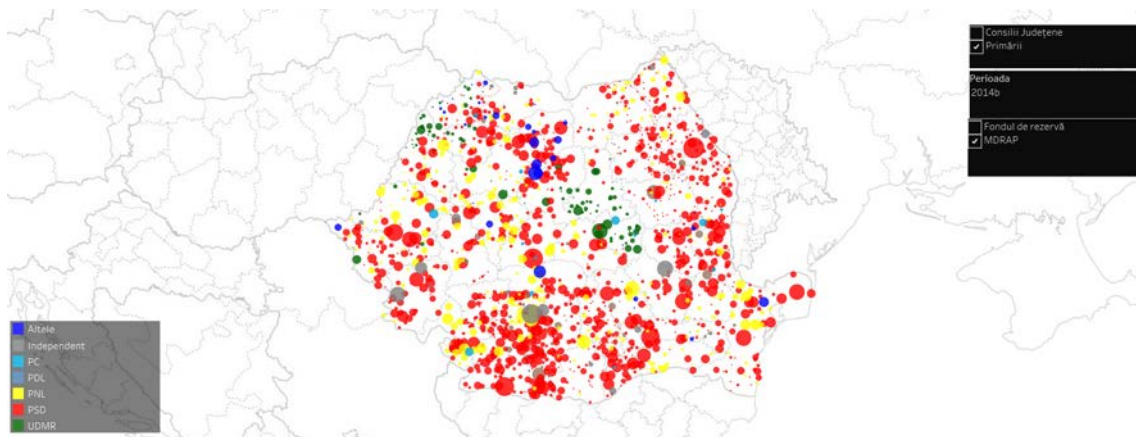 Consilii Județene
Primării
Perioada
2014b
Fondul de rezervă
MDRAP
Altele
Independent
PC
PDL
PNL
PSD
UDMR